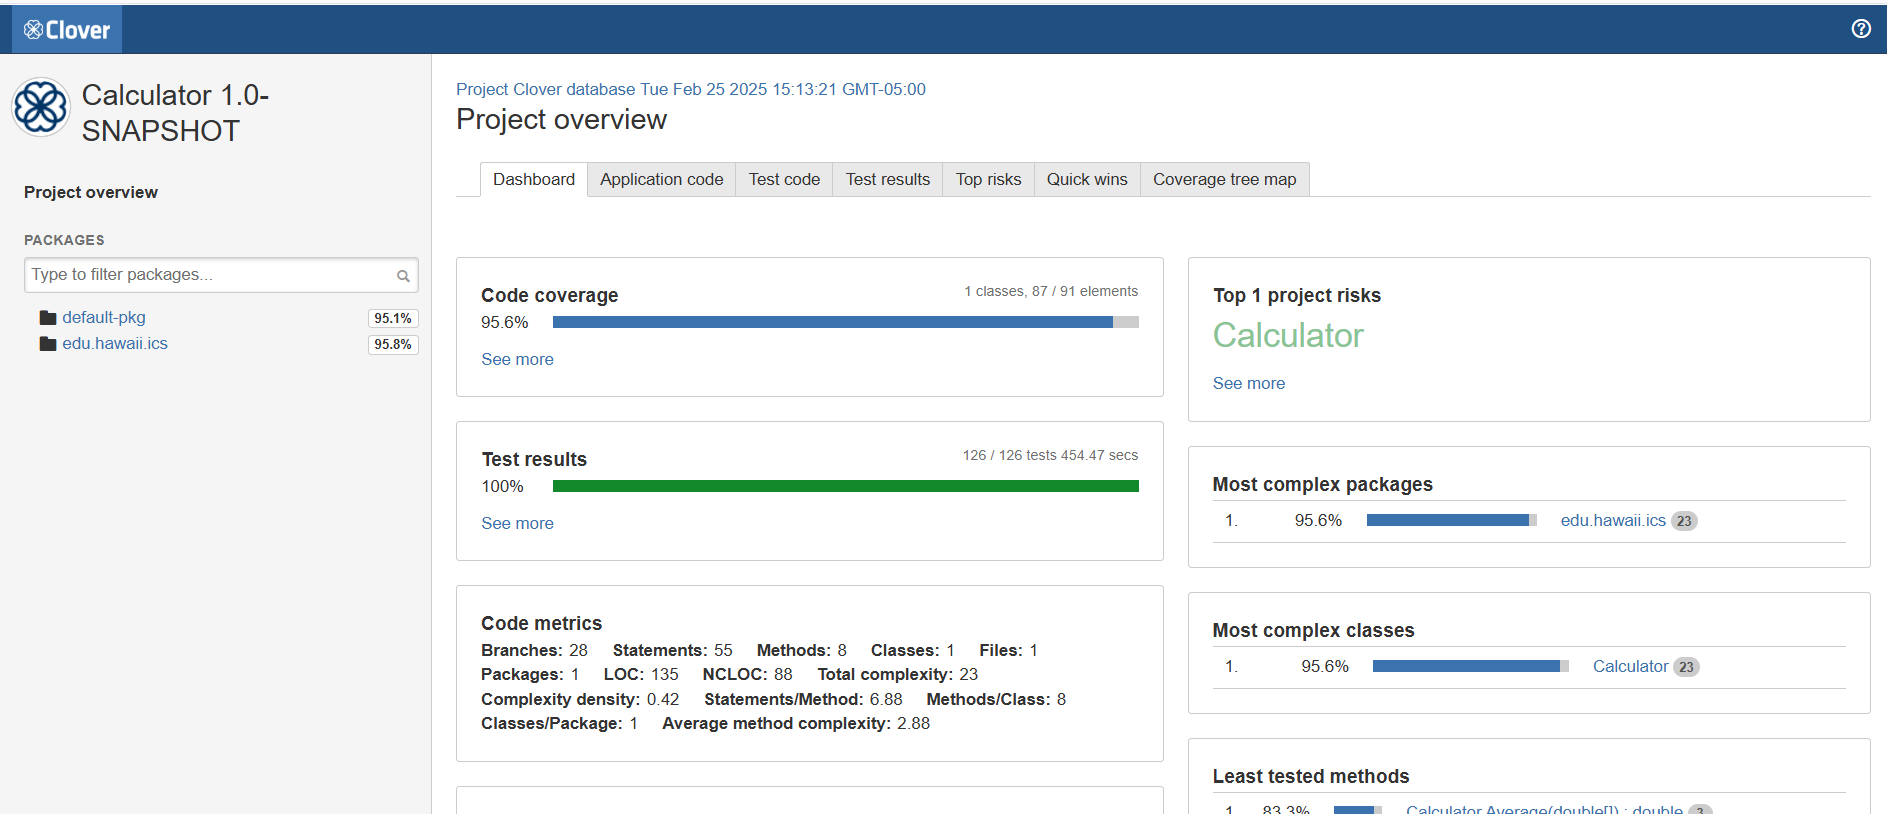 Clover
Calculator 1.0-
SNAPSHOT
Project overview
PACKAGES
Type to filter packages...
default-pkg 95.1%
edu.hawaii.ics 95.8%
Project Clover database Tue Feb 25 2025 15:13:21 GMT-05:00
Project overview
Dashboard Application code Test code Test results Top risks Quick wins Coverage tree map
Code coverage 1 classes, 87 / 91 elements
95.6%
See more
Test results 126 / 126 tests 454.47 secs
100%
See more
Code metrics
Branches: 28 Statements: 55 Methods: 8 Classes: 1 Files: 1
Packages: 1 LOC: 135 NCLOC: 88 Total complexity: 23
Complexity density: 0.42 Statements/Method: 6.88 Methods/Class: 8
Classes/Package: 1 Average method complexity: 2.88
Top 1 project risks
Calculator
See more
Most complex packages
1. 95.6% edu.hawaii.ics 23
Most complex classes
1. 95.6% Calculator 23
Least tested methods
1. 83.3% Calculator.Average(double[]) : double 3